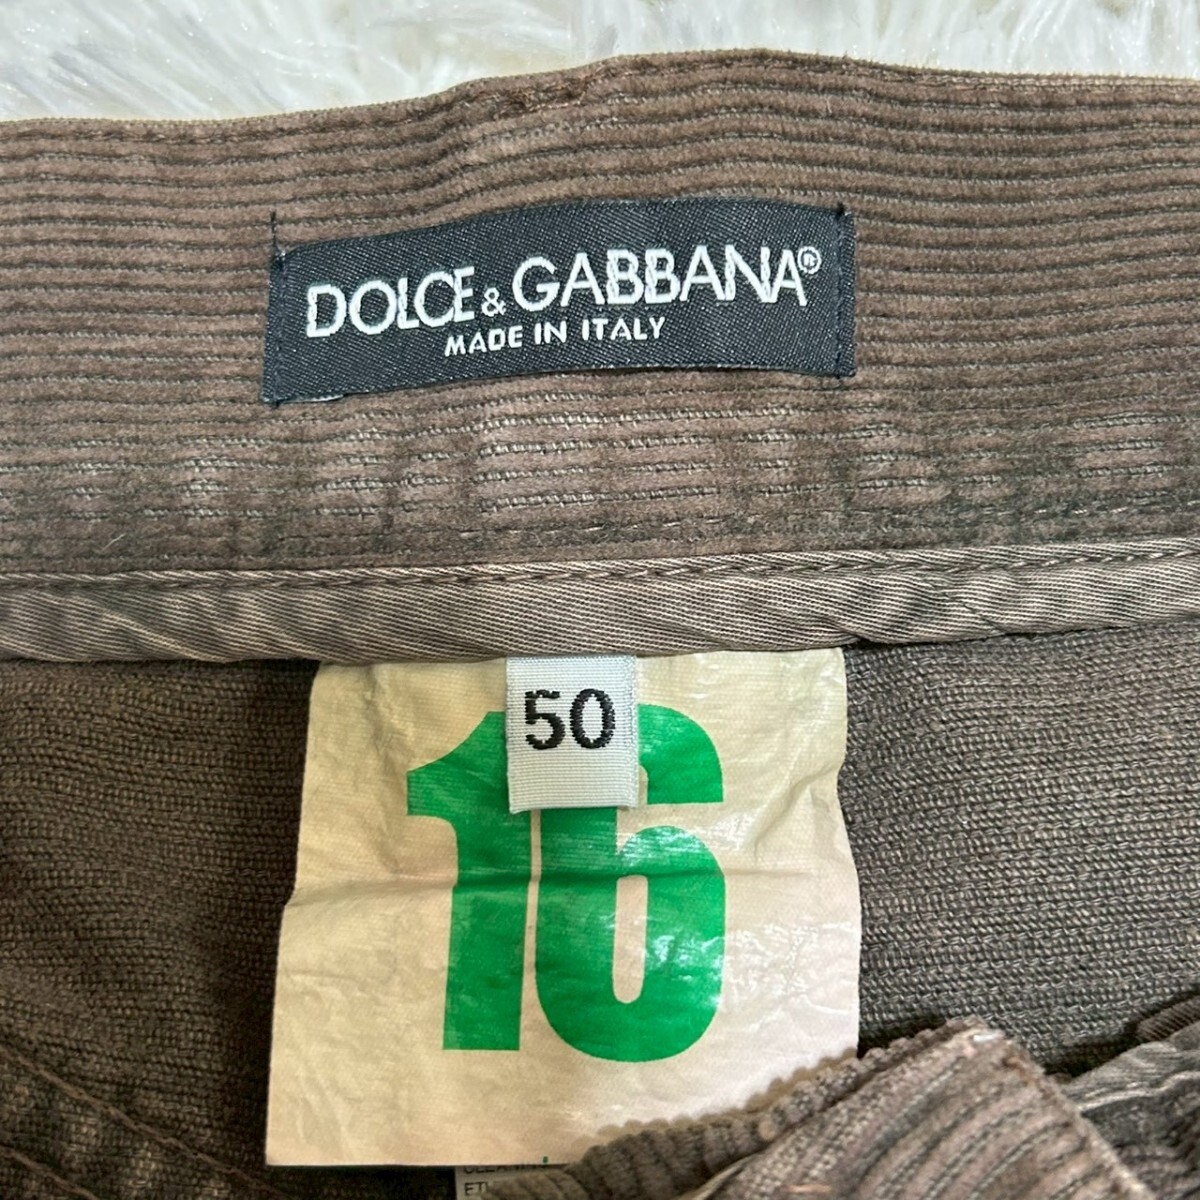 DOLCE & GABBANA®
MADE IN ITALY
50
16